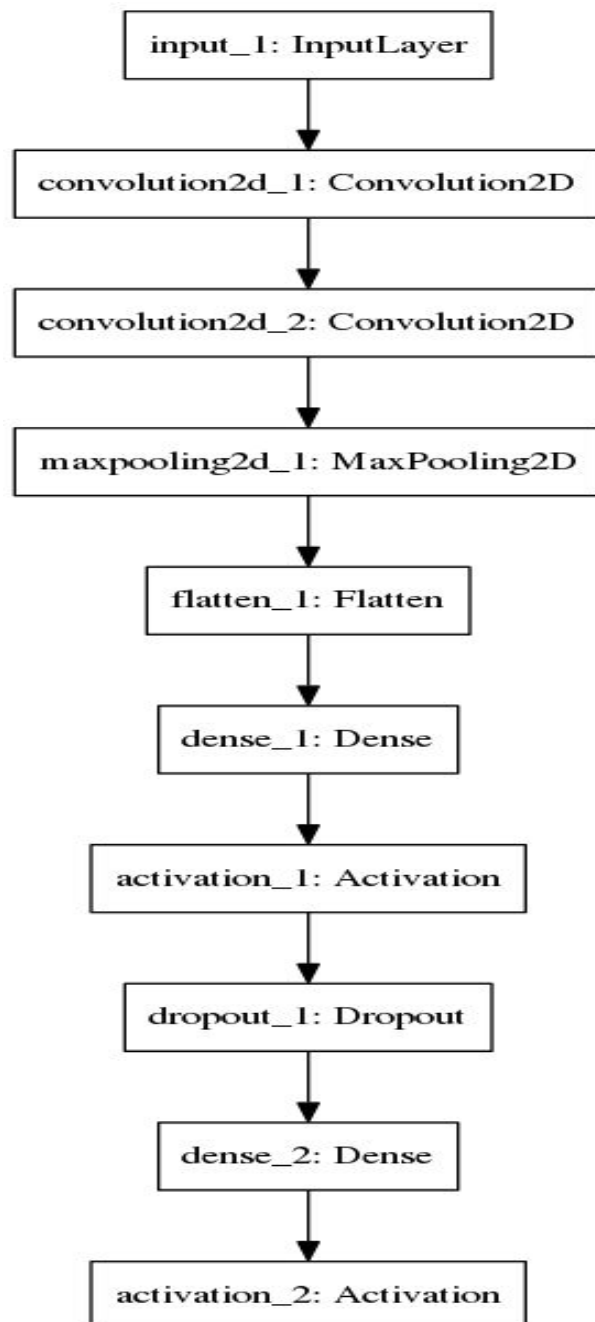 input_1: InputLayer
convolution2d_1: Convolution2D
convolution2d_2: Convolution2D
maxpooling2d_1: MaxPooling2D
flatten_1: Flatten
dense_1: Dense
activation_1: Activation
dropout_1: Dropout
dense_2: Dense
activation_2: Activation